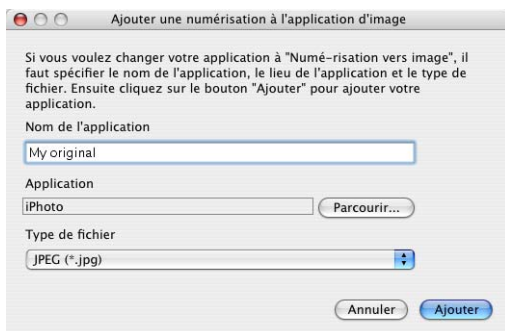 Ajouter une numérisation à l'application d'image
Si vous voulez changer votre application à "Numé-risation vers image", il
faut spécifier le nom de l'application, le lieu de l'application et le type de
fichier. Ensuite cliquez sur le bouton "Ajouter" pour ajouter votre
application.
Nom de l'application
My original
Application
iPhoto
Parcourir...
Type de fichier
JPEG (*.jpg)
Annuler
Ajouter